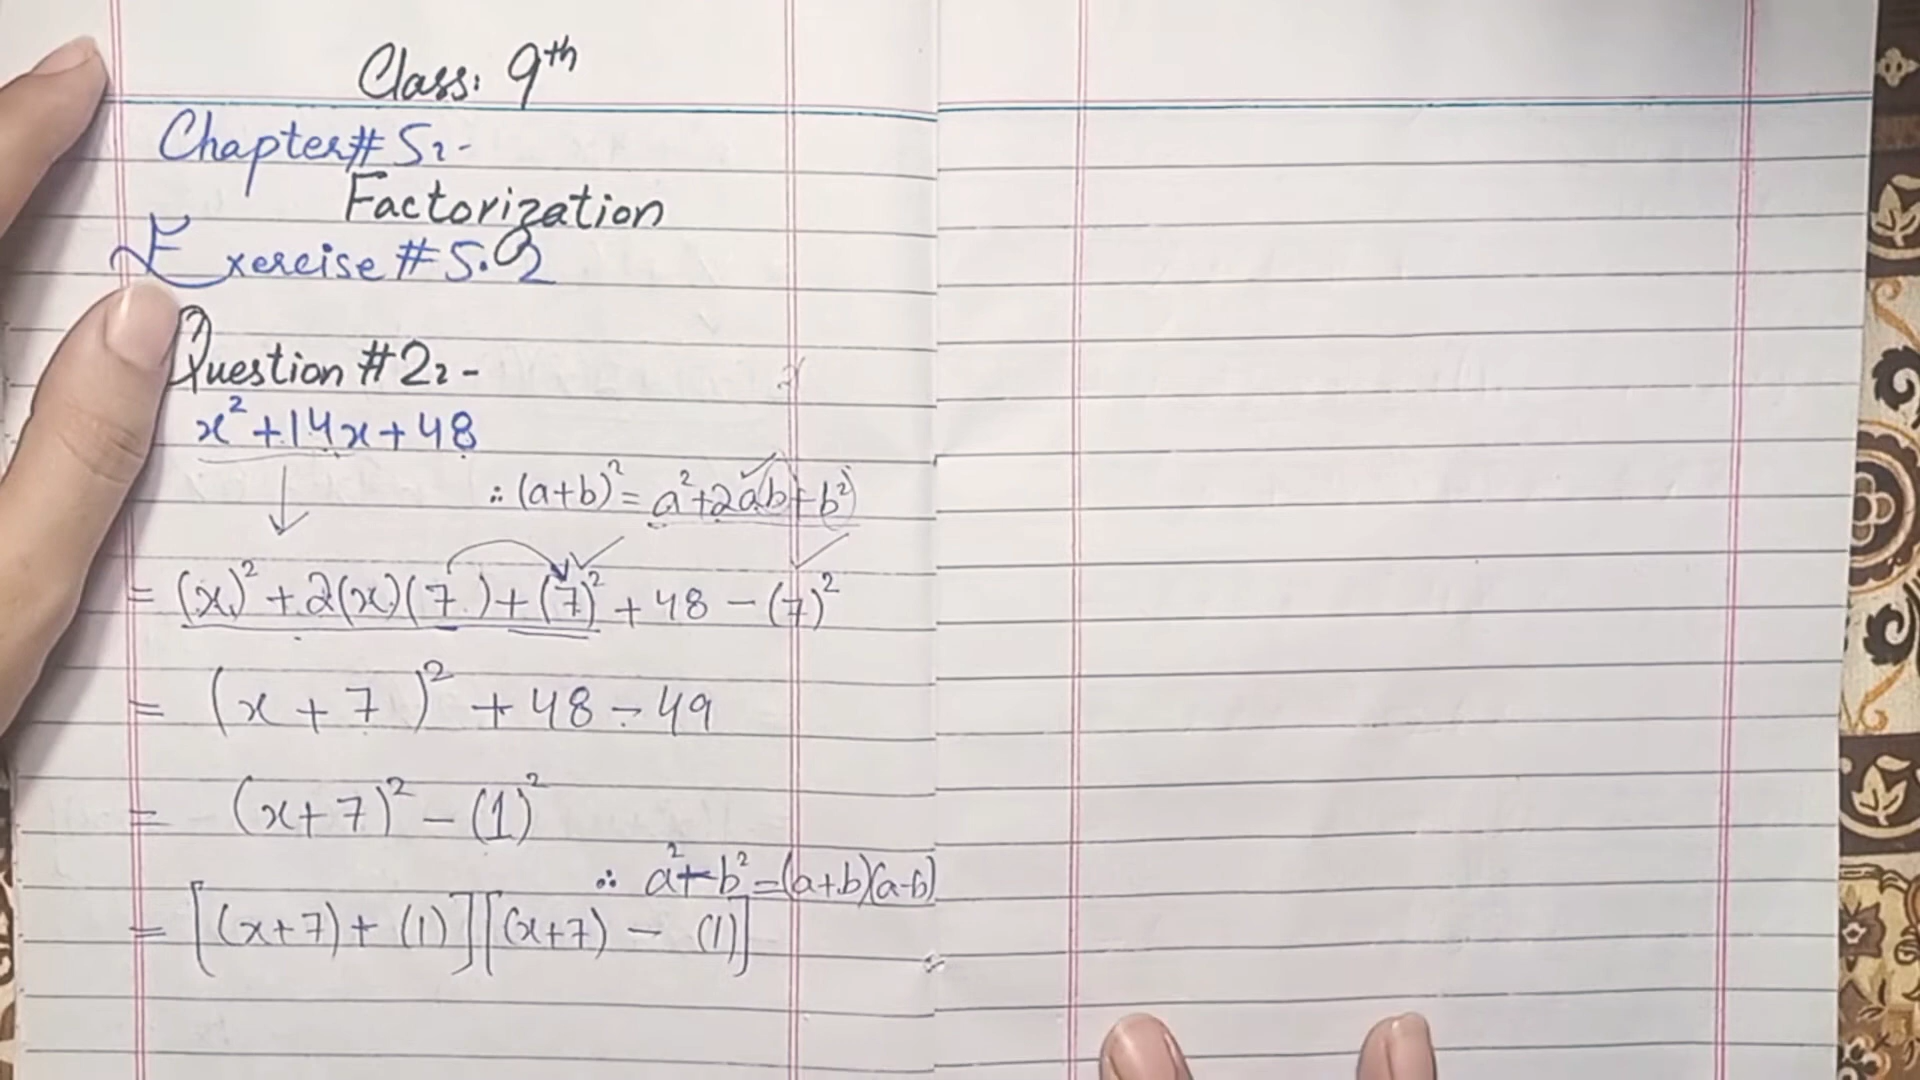 Class: 9th
Chapter# 5:-
Factorization
Exercise # 5.2
Question #2:-
x² + 14x + 48
∴ (a+b)² = a² + 2ab + b²
= (x)² + 2(x)(7) + (7)² + 48 - (7)²
= (x + 7)² + 48 - 49
= (x+7)² - (1)²
∴ a² - b² = (a+b)(a-b)
= [(x+7) + (1)][(x+7) - (1)]